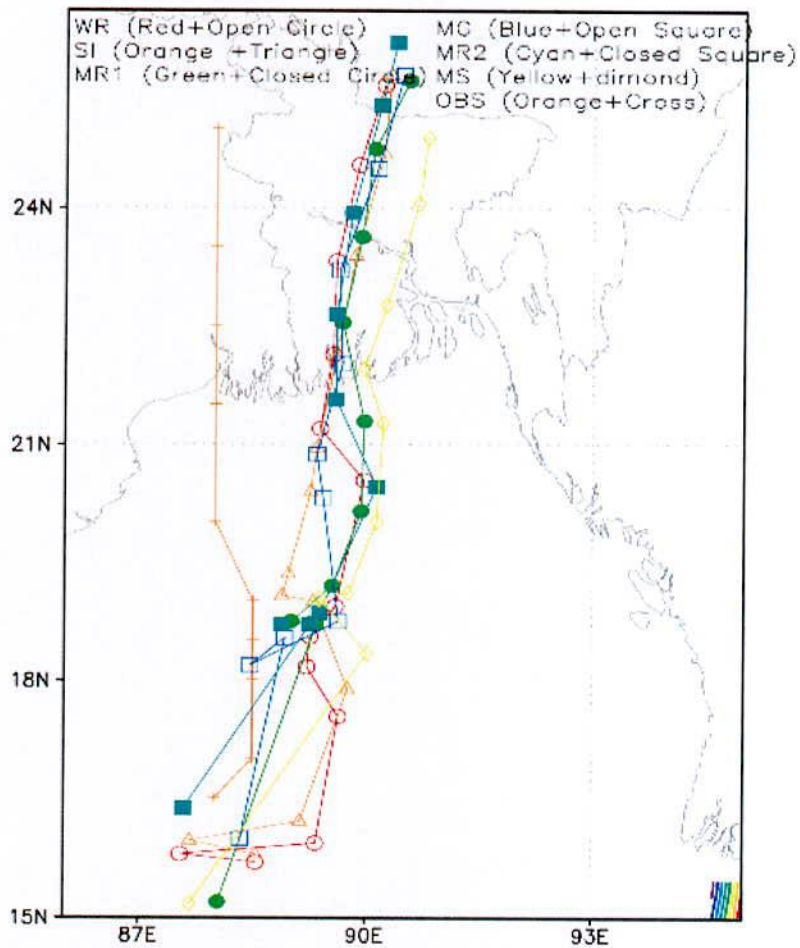 WR (Red+Open Circle)
SI (Orange +Triangle)
MR1 (Green+Closed Circle)
MC (Blue+Open Square)
MR2 (Cyan+Closed Square)
MS (Yellow+dimond)
OBS (Orange+Cross)
24N
21N
18N
15N
87E
90E
93E